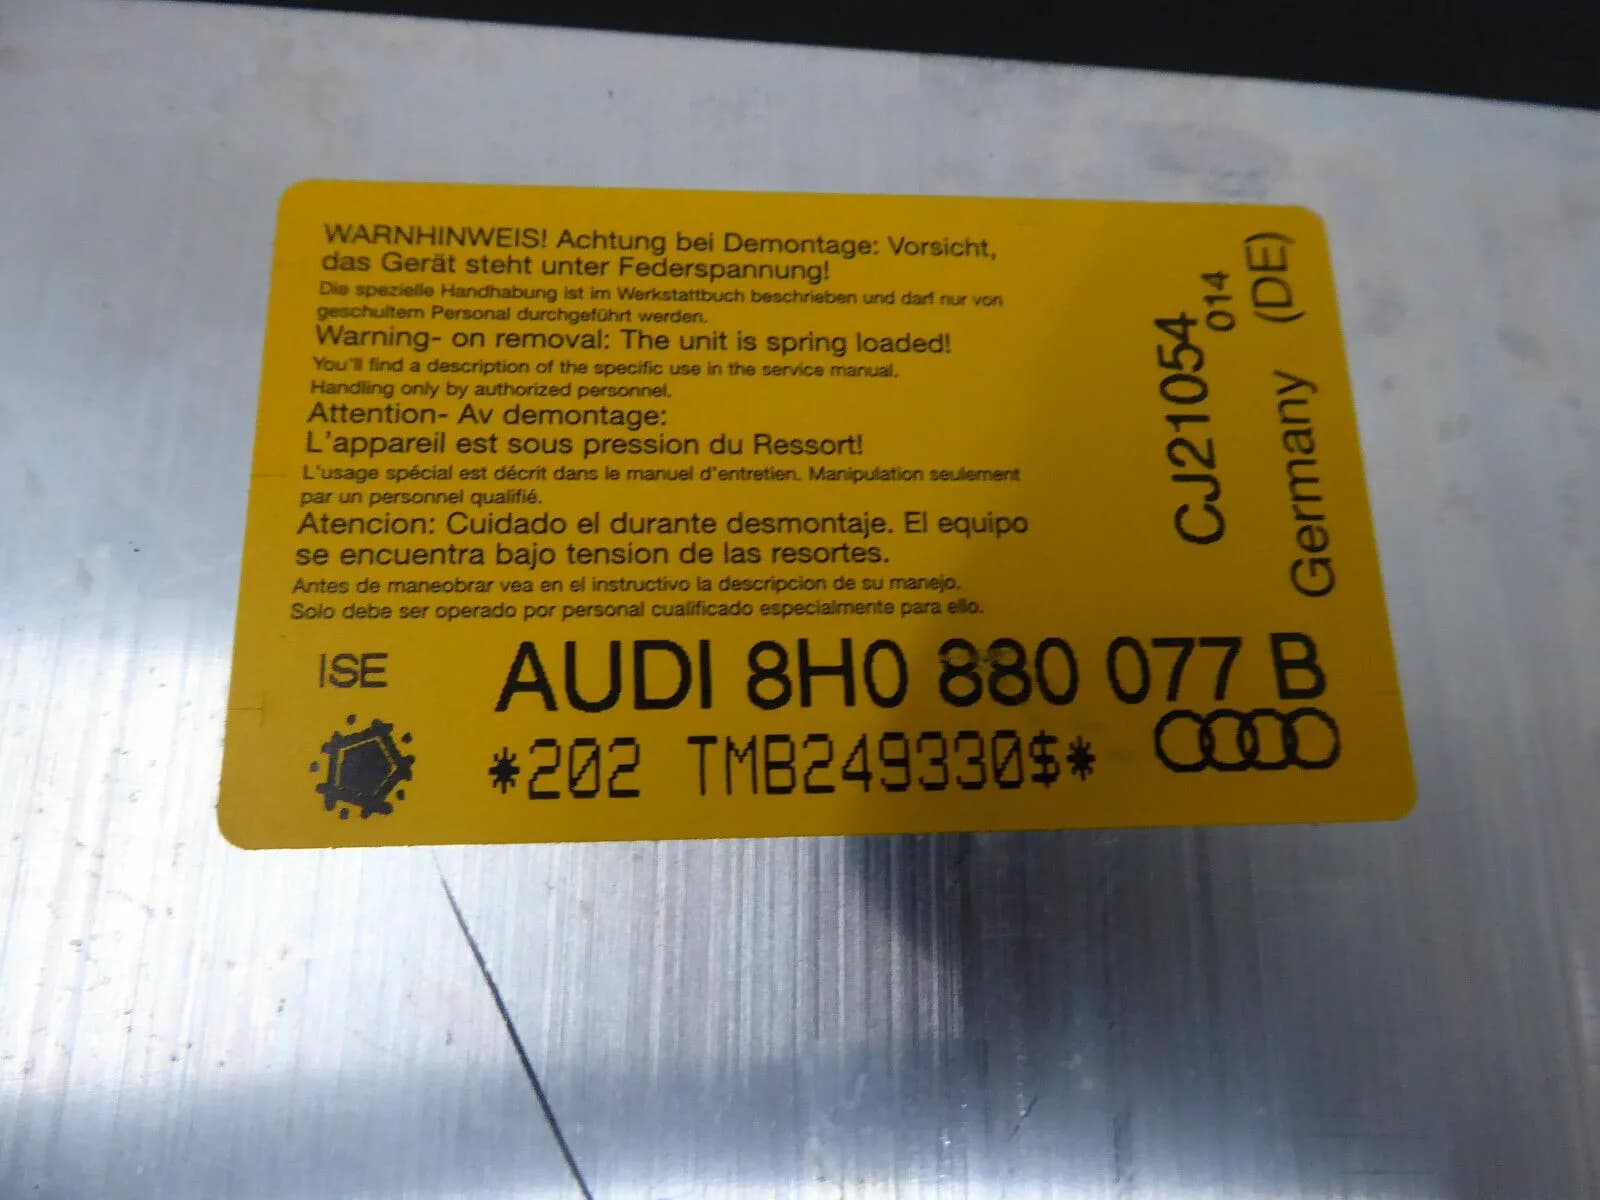 WARNHINWEIS! Achtung bei Demontage: Vorsicht,
das Gerät steht unter Federspannung!
Die spezielle Handhabung ist im Werkstattbuch beschrieben und darf nur von
geschultem Personal durchgeführt werden.
Warning- on removal: The unit is spring loaded!
You'll find a description of the specific use in the service manual.
Handling only by authorized personnel.
Attention- Av demontage:
L'appareil est sous pression du Ressort!
L'usage spécial est décrit dans le manuel d'entretien. Manipulation seulement
par un personnel qualifié.
Atencion: Cuidado el durante desmontaje. El equipo
se encuentra bajo tension de las resortes.
Antes de maneobrar vea en el instructivo la descripcion de su manejo.
Solo debe ser operado por personal cualificado especialmente para ello.
CJ21054
014
Germany (DE)
ISE
AUDI 8H0 880 077 B
*202 TMB249330$*